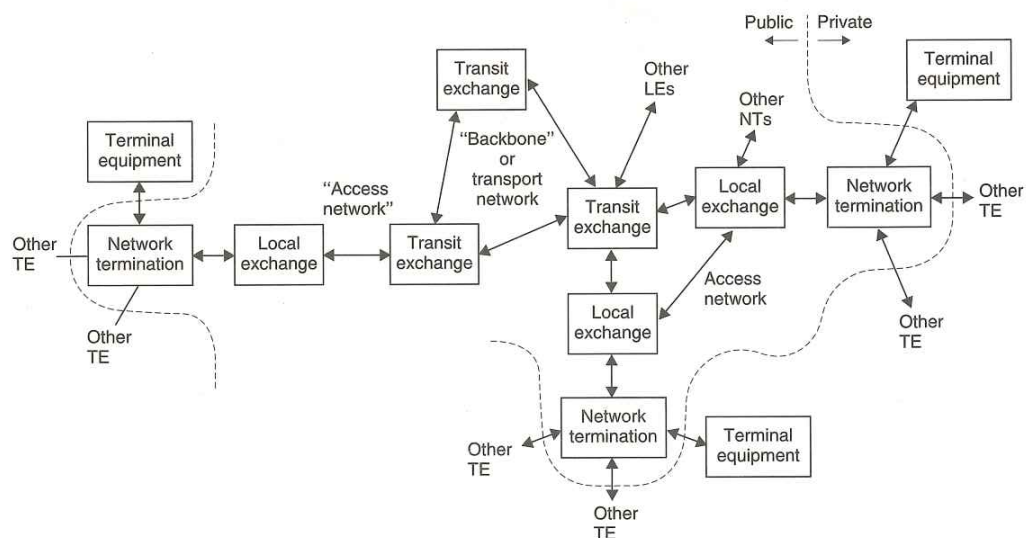 Public
Private
Terminal
equipment
Transit
exchange
Other
LEs
Other
NTs
"Backbone"
or
transport
network
Terminal
equipment
"Access
network"
Local
exchange
Network
termination
Other
TE
Transit
exchange
Other
TE
Network
termination
Local
exchange
Transit
exchange
Access
network
Other
TE
Local
exchange
Other
TE
Network
termination
Terminal
equipment
Other
TE
Other
TE